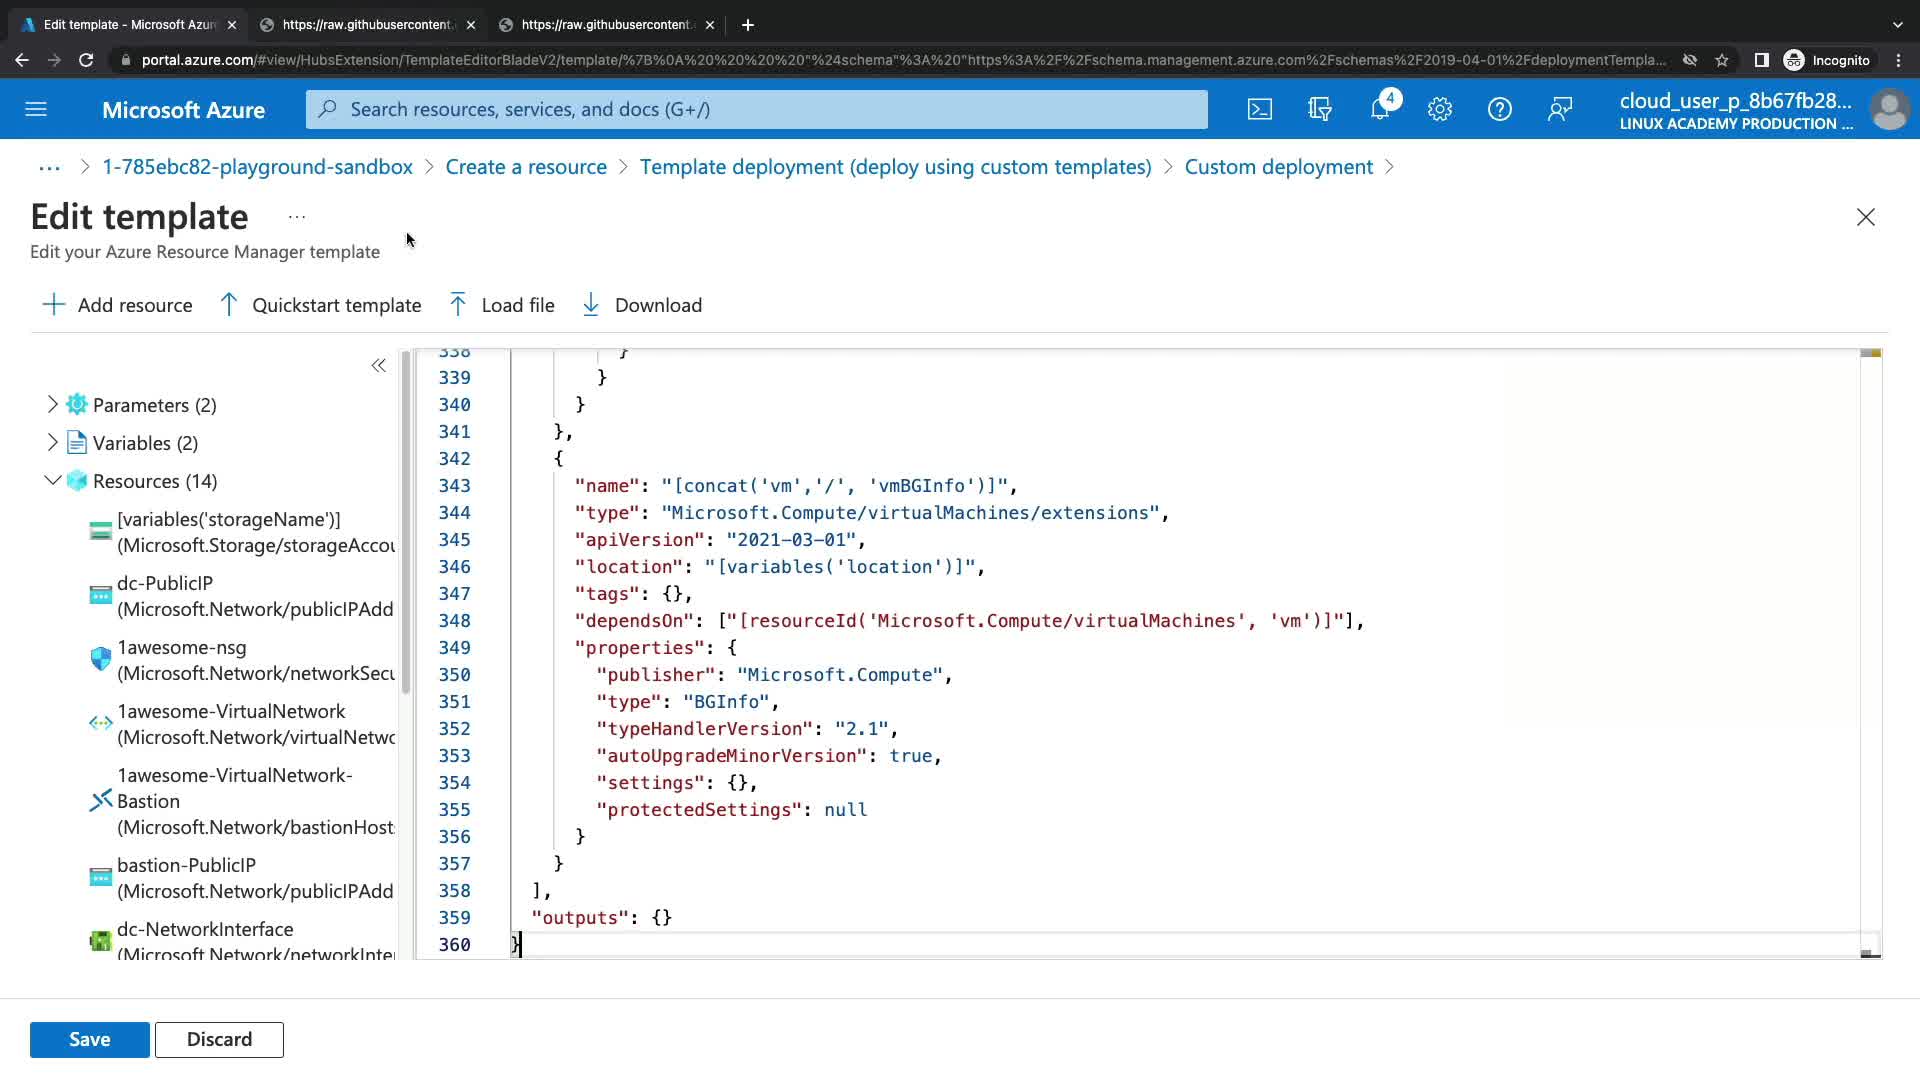 Edit template - Microsoft Azur
https://raw.githubusercontent.
https://raw.githubusercontent.
portal.azure.com/#view/HubsExtension/TemplateEditorBladeV2/template/%7B%0A%20%20%20%20"%24schema"%3A%20"https%3A%2F%2Fschema.management.azure.com%2Fschemas%2F2019-04-01%2FdeploymentTempla...
Incognito
Microsoft Azure
Search resources, services, and docs (G+/)
4
cloud_user_p_8b67fb28...
LINUX ACADEMY PRODUCTION ...
... > 1-785ebc82-playground-sandbox > Create a resource > Template deployment (deploy using custom templates) > Custom deployment >
Edit template ...
Edit your Azure Resource Manager template
Add resource
Quickstart template
Load file
Download
Parameters (2)
Variables (2)
Resources (14)
[variables('storageName')]
(Microsoft.Storage/storageAccou
dc-PublicIP
(Microsoft.Network/publicIPAdd
1awesome-nsg
(Microsoft.Network/networkSecu
1awesome-VirtualNetwork
(Microsoft.Network/virtualNetwo
1awesome-VirtualNetwork-
Bastion
(Microsoft.Network/bastionHosts
bastion-PublicIP
(Microsoft.Network/publicIPAdd
dc-NetworkInterface
(Microsoft.Network/networkInter
338 }
339 }
340 }
341 },
342 {
343 "name": "[concat('vm','/', 'vmBGInfo')]",
344 "type": "Microsoft.Compute/virtualMachines/extensions",
345 "apiVersion": "2021-03-01",
346 "location": "[variables('location')]",
347 "tags": {},
348 "dependsOn": ["[resourceId('Microsoft.Compute/virtualMachines', 'vm')]"],
349 "properties": {
350 "publisher": "Microsoft.Compute",
351 "type": "BGInfo",
352 "typeHandlerVersion": "2.1",
353 "autoUpgradeMinorVersion": true,
354 "settings": {},
355 "protectedSettings": null
356 }
357 }
358 ],
359 "outputs": {}
360 }
Save
Discard